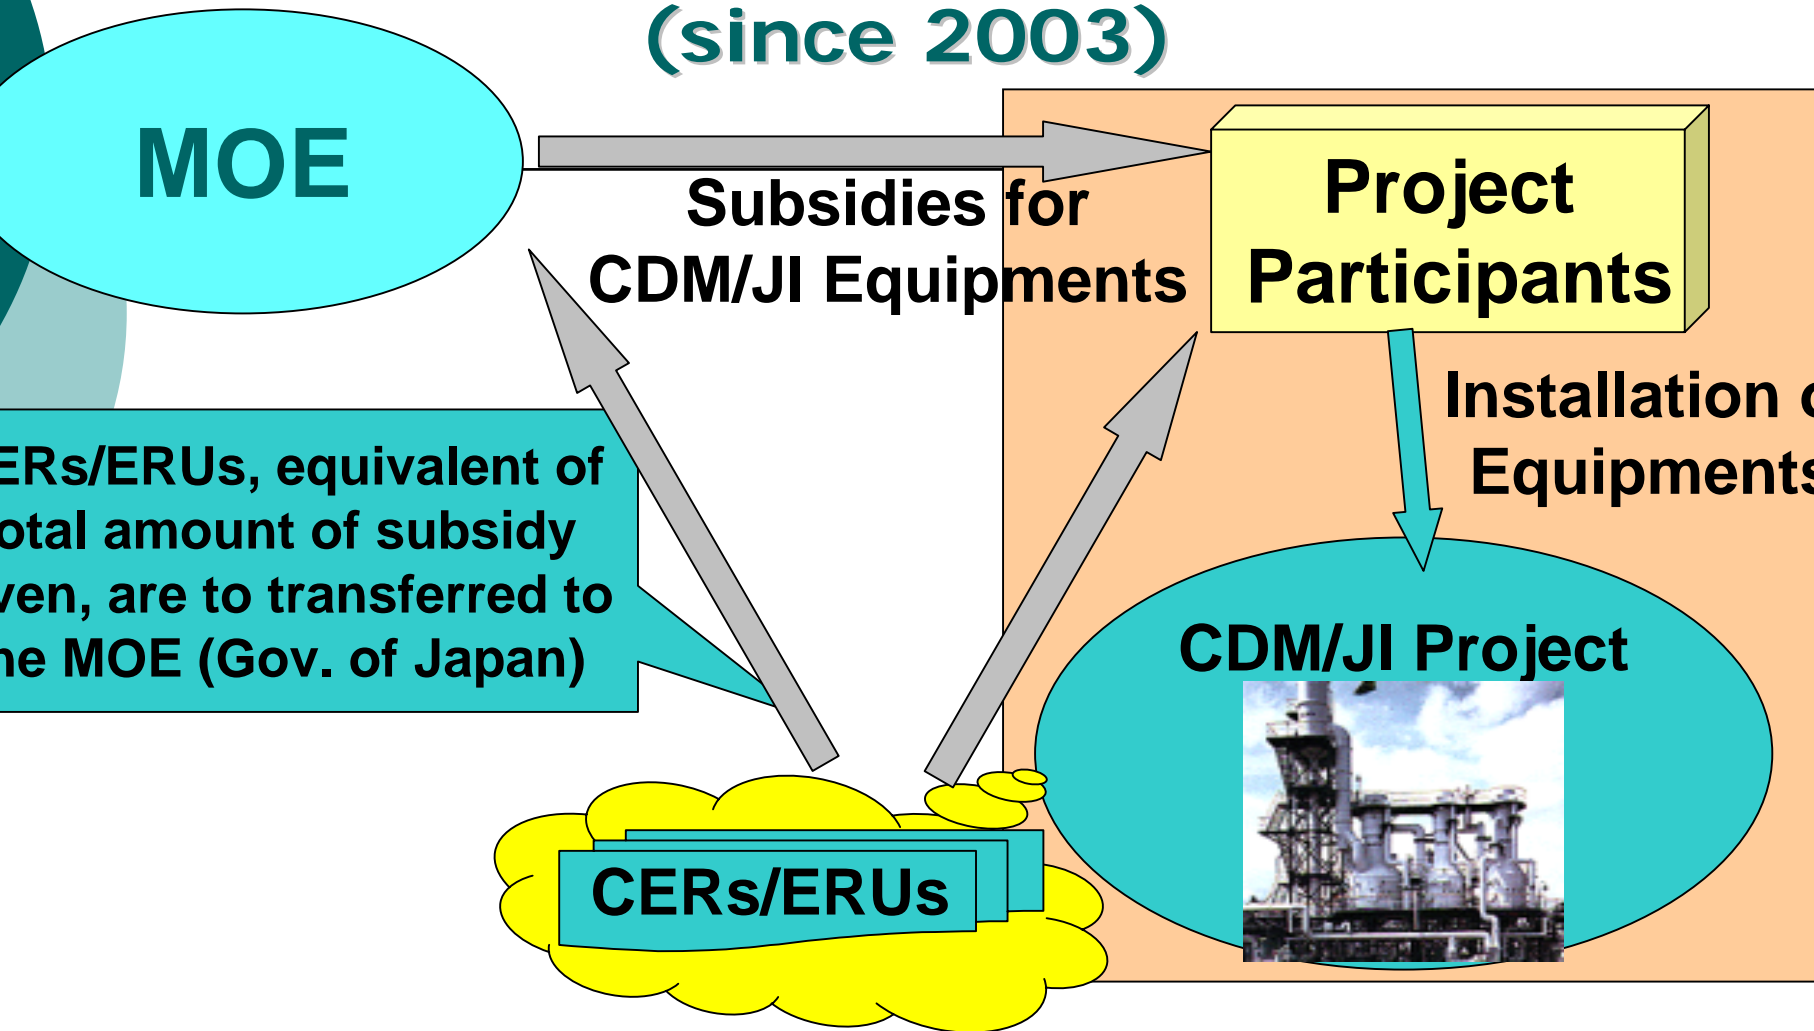 (since 2003)
MOE
Subsidies for
CDM/JI Equipments
Project
Participants
Installation
Equipments
ERs/ERUs, equivalent of
otal amount of subsidy
ven, are to transferred to
he MOE (Gov. of Japan)
CDM/JI Project
CERs/ERUs